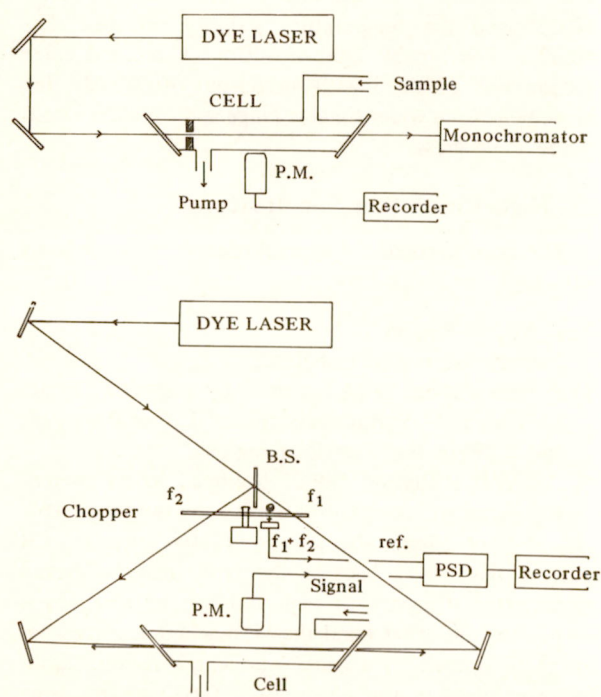 DYE LASER
CELL
Sample
Monochromator
P.M.
Pump
Recorder
DYE LASER
B.S.
f₂
f₁
Chopper
f₁+f₂
ref.
PSD
Recorder
Signal
P.M.
Cell